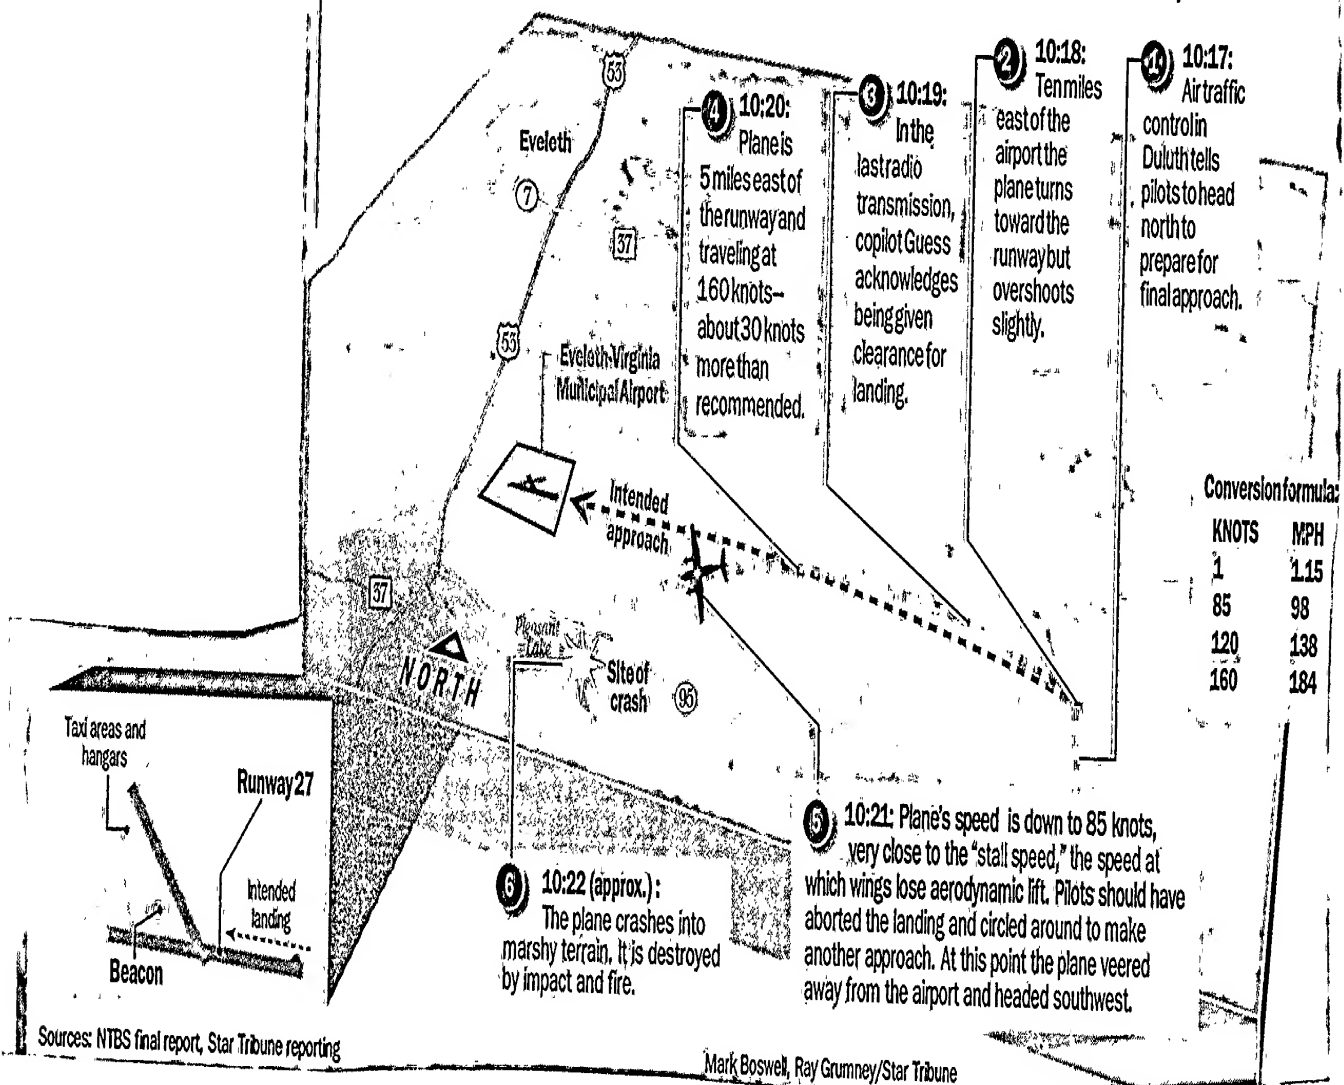 1 10:17:
Air traffic
control in
Duluth tells
pilots to head
north to
prepare for
final approach.
2 10:18:
Ten miles
east of the
airport the
plane turns
toward the
runway but
overshoots
slightly.
3 10:19:
In the
last radio
transmission,
copilot Guess
acknowledges
being given
clearance for
landing.
4 10:20:
Plane is
5 miles east of
the runway and
traveling at
160 knots–
about 30 knots
more than
recommended.
53
Eveleth
7
37
53
Eveleth-Virginia
Municipal Airport
Intended
approach
Conversion formula:
KNOTS MPH
1 1.15
85 98
120 138
160 184
37
NORTH
Pleasant
Lake
Site of
crash
95
Taxi areas and
hangars
Runway 27
Intended
landing
Beacon
5 10:21: Plane's speed is down to 85 knots,
very close to the "stall speed," the speed at
which wings lose aerodynamic lift. Pilots should have
aborted the landing and circled around to make
another approach. At this point the plane veered
away from the airport and headed southwest.
6 10:22 (approx.):
The plane crashes into
marshy terrain. It is destroyed
by impact and fire.
Sources: NTBS final report, Star Tribune reporting
Mark Boswell, Ray Grumney/Star Tribune